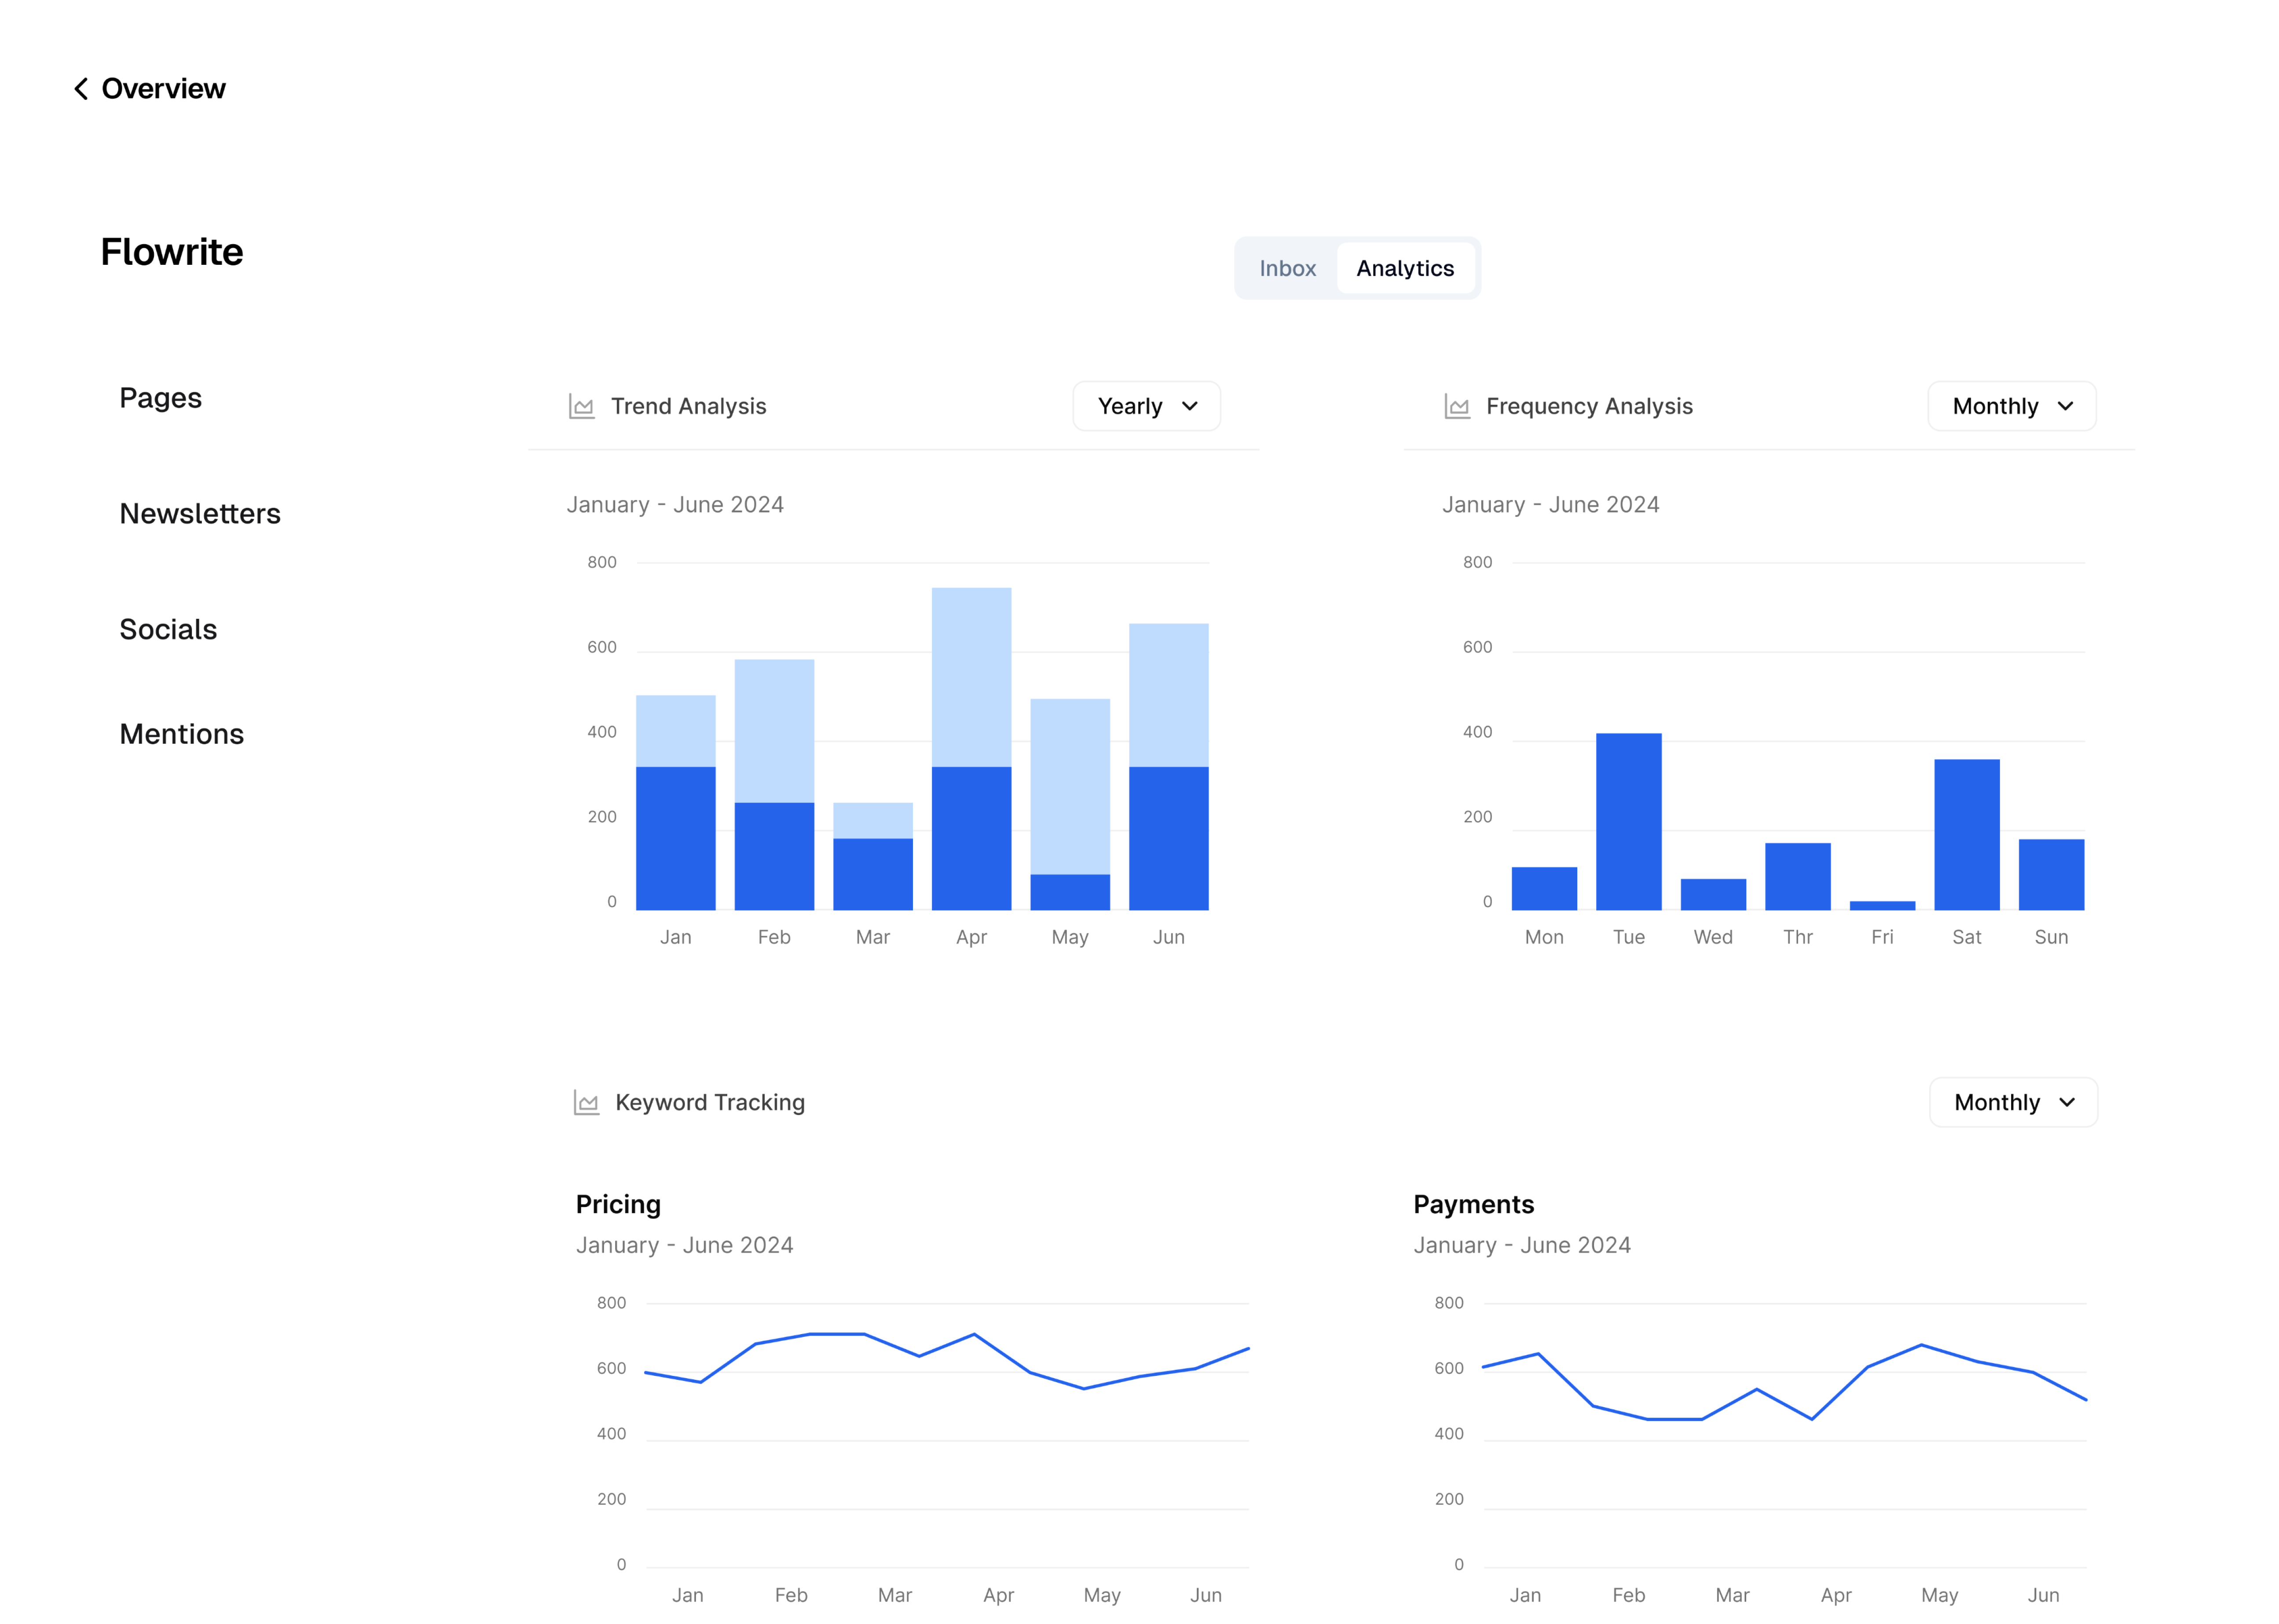 Overview
Flowrite
Inbox
Analytics
Pages
Newsletters
Socials
Mentions
Trend Analysis
Yearly
January - June 2024
800
600
400
200
0
Jan
Feb
Mar
Apr
May
Jun
Frequency Analysis
Monthly
January - June 2024
800
600
400
200
0
Mon
Tue
Wed
Thr
Fri
Sat
Sun
Keyword Tracking
Monthly
Pricing
January - June 2024
800
600
400
200
0
Jan
Feb
Mar
Apr
May
Jun
Payments
January - June 2024
800
600
400
200
0
Jan
Feb
Mar
Apr
May
Jun